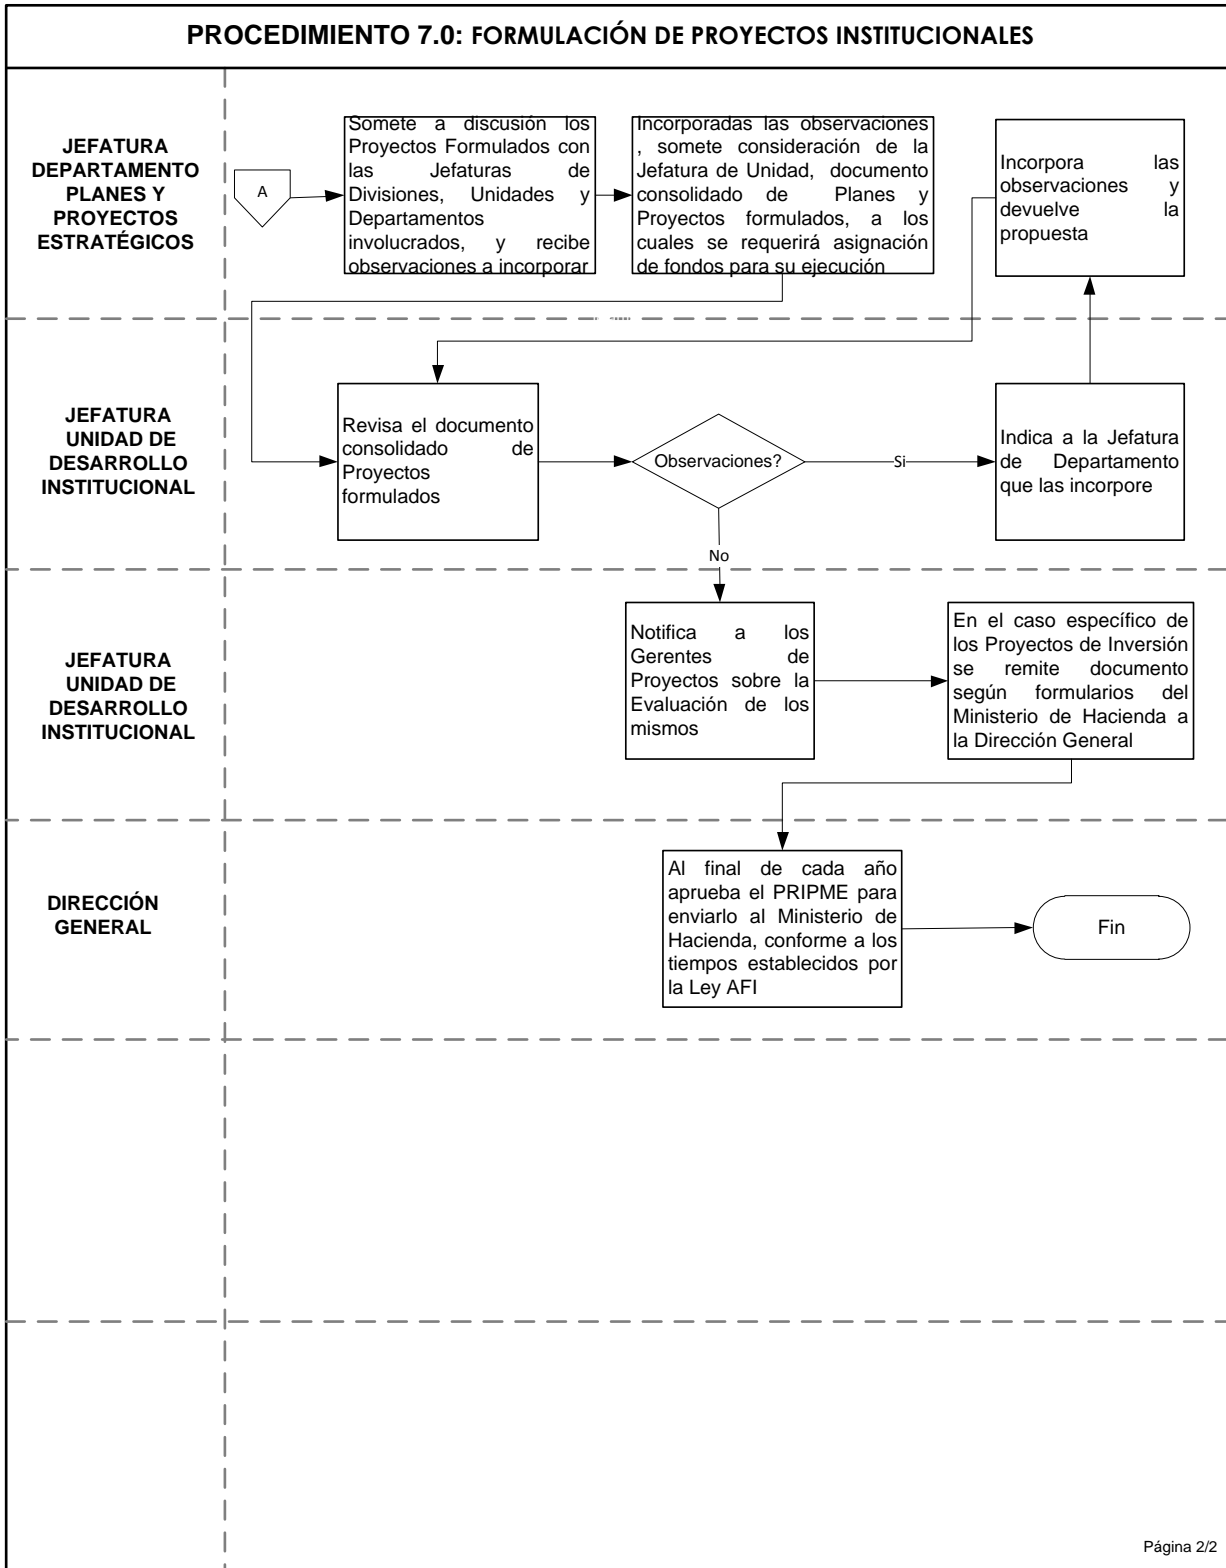 PROCEDIMIENTO 7.0: FORMULACIÓN DE PROYECTOS INSTITUCIONALES
JEFATURA
DEPARTAMENTO
PLANES Y
PROYECTOS
ESTRATÉGICOS
A
Somete a discusión los
Proyectos Formulados con
las Jefaturas de
Divisiones, Unidades y
Departamentos
involucrados, y recibe
observaciones a incorporar
Incorporadas las observaciones
, somete consideración de la
Jefatura de Unidad, documento
consolidado de Planes y
Proyectos formulados, a los
cuales se requerirá asignación
de fondos para su ejecución
Incorpora las
observaciones y
devuelve la
propuesta
JEFATURA
UNIDAD DE
DESARROLLO
INSTITUCIONAL
Revisa el documento
consolidado de
Proyectos
formulados
Observaciones?
Si
Indica a la Jefatura
de Departamento
que las incorpore
No
JEFATURA
UNIDAD DE
DESARROLLO
INSTITUCIONAL
Notifica a los
Gerentes de
Proyectos sobre la
Evaluación de los
mismos
En el caso específico de
los Proyectos de Inversión
se remite documento
según formularios del
Ministerio de Hacienda a
la Dirección General
DIRECCIÓN
GENERAL
Al final de cada año
aprueba el PRIPME para
enviarlo al Ministerio de
Hacienda, conforme a los
tiempos establecidos por
la Ley AFI
Fin
Página 2/2